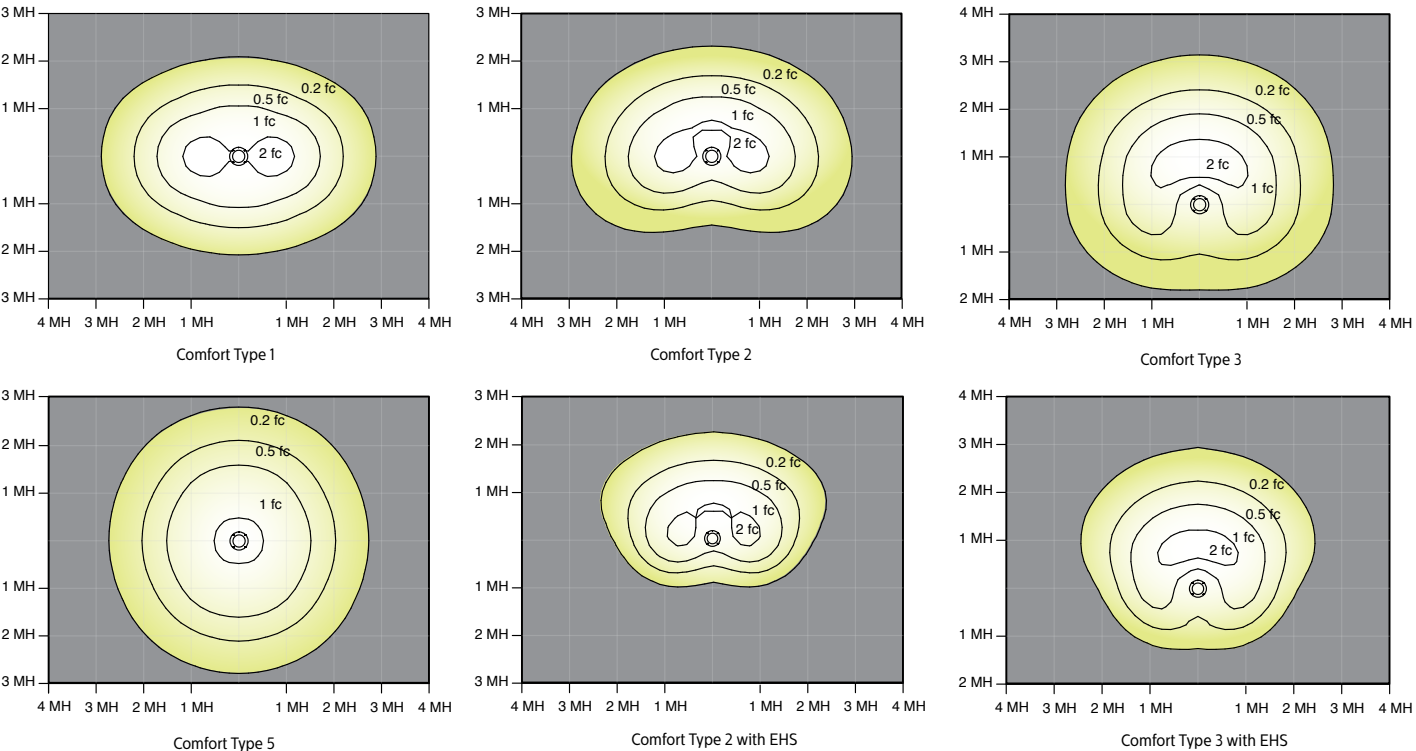 3 MH
2 MH
1 MH
1 MH
2 MH
3 MH
0.2 fc
0.5 fc
1 fc
2 fc
4 MH 3 MH 2 MH 1 MH 1 MH 2 MH 3 MH 4 MH
Comfort Type 1
3 MH
2 MH
1 MH
1 MH
2 MH
3 MH
0.2 fc
0.5 fc
1 fc
2 fc
4 MH 3 MH 2 MH 1 MH 1 MH 2 MH 3 MH 4 MH
Comfort Type 2
4 MH
3 MH
2 MH
1 MH
1 MH
2 MH
0.2 fc
0.5 fc
2 fc
1 fc
4 MH 3 MH 2 MH 1 MH 1 MH 2 MH 3 MH 4 MH
Comfort Type 3
3 MH
2 MH
1 MH
1 MH
2 MH
3 MH
0.2 fc
0.5 fc
1 fc
4 MH 3 MH 2 MH 1 MH 1 MH 2 MH 3 MH 4 MH
Comfort Type 5
3 MH
2 MH
1 MH
1 MH
2 MH
3 MH
0.2 fc
0.5 fc
1 fc
2 fc
4 MH 3 MH 2 MH 1 MH 1 MH 2 MH 3 MH 4 MH
Comfort Type 2 with EHS
4 MH
3 MH
2 MH
1 MH
1 MH
2 MH
0.2 fc
0.5 fc
1 fc
2 fc
4 MH 3 MH 2 MH 1 MH 1 MH 2 MH 3 MH 4 MH
Comfort Type 3 with EHS